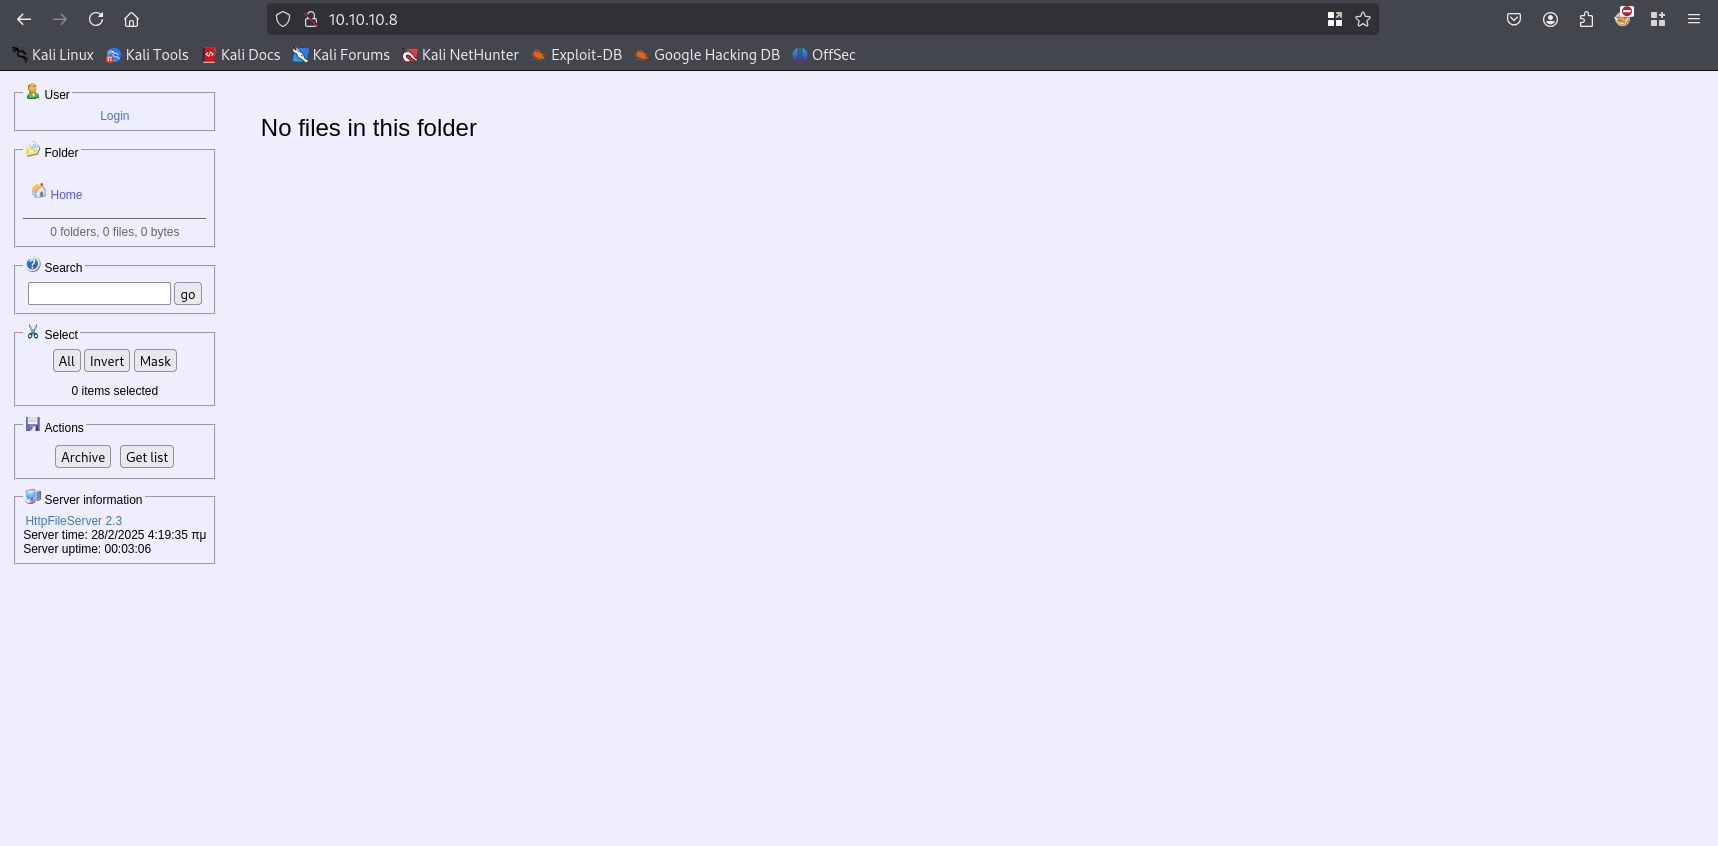 10.10.10.8
Kali Linux Kali Tools Kali Docs Kali Forums Kali NetHunter Exploit-DB Google Hacking DB OffSec
User
Login
Folder
Home
0 folders, 0 files, 0 bytes
Search
go
Select
All Invert Mask
0 items selected
Actions
Archive Get list
Server information
HttpFileServer 2.3
Server time: 28/2/2025 4:19:35 πμ
Server uptime: 00:03:06
No files in this folder